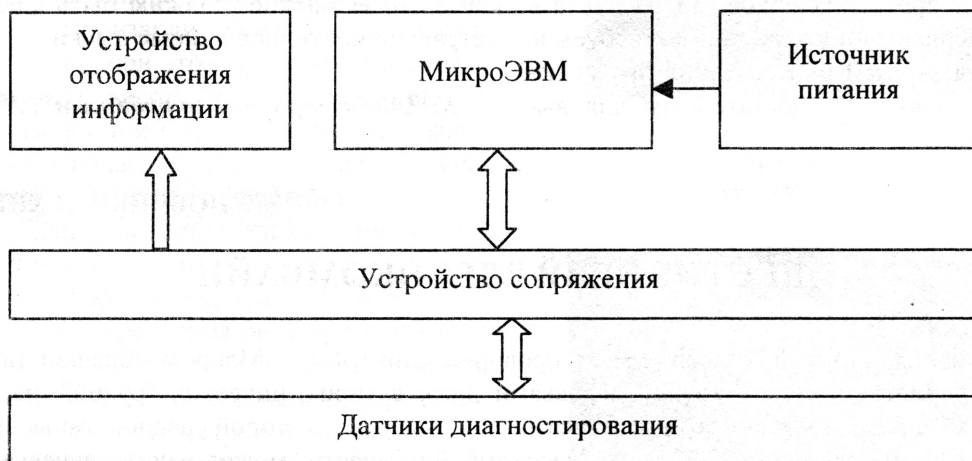 Устройство
отображения
информации
МикроЭВМ
Источник
питания
Устройство сопряжения
Датчики диагностирования